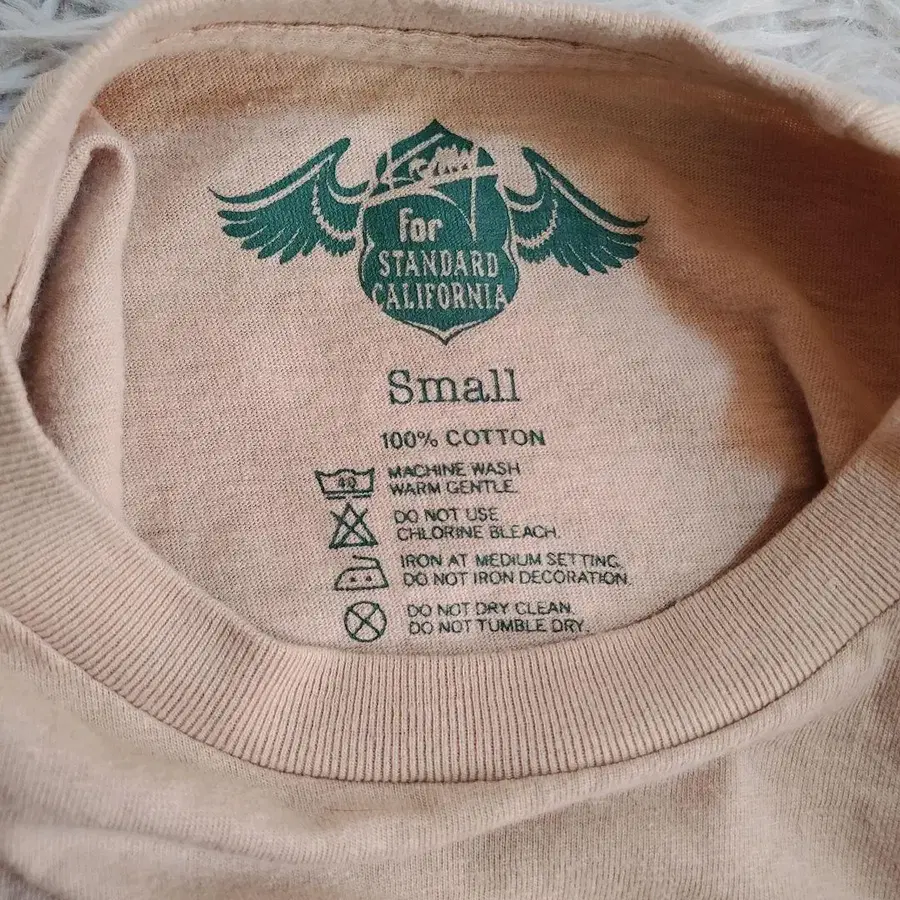 For
STANDARD
CALIFORNIA
Small
100% COTTON
40
MACHINE WASH
WARM GENTLE.
DO NOT USE
CHLORINE BLEACH.
IRON AT MEDIUM SETTING.
DO NOT IRON DECORATION.
DO NOT DRY CLEAN.
DO NOT TUMBLE DRY.